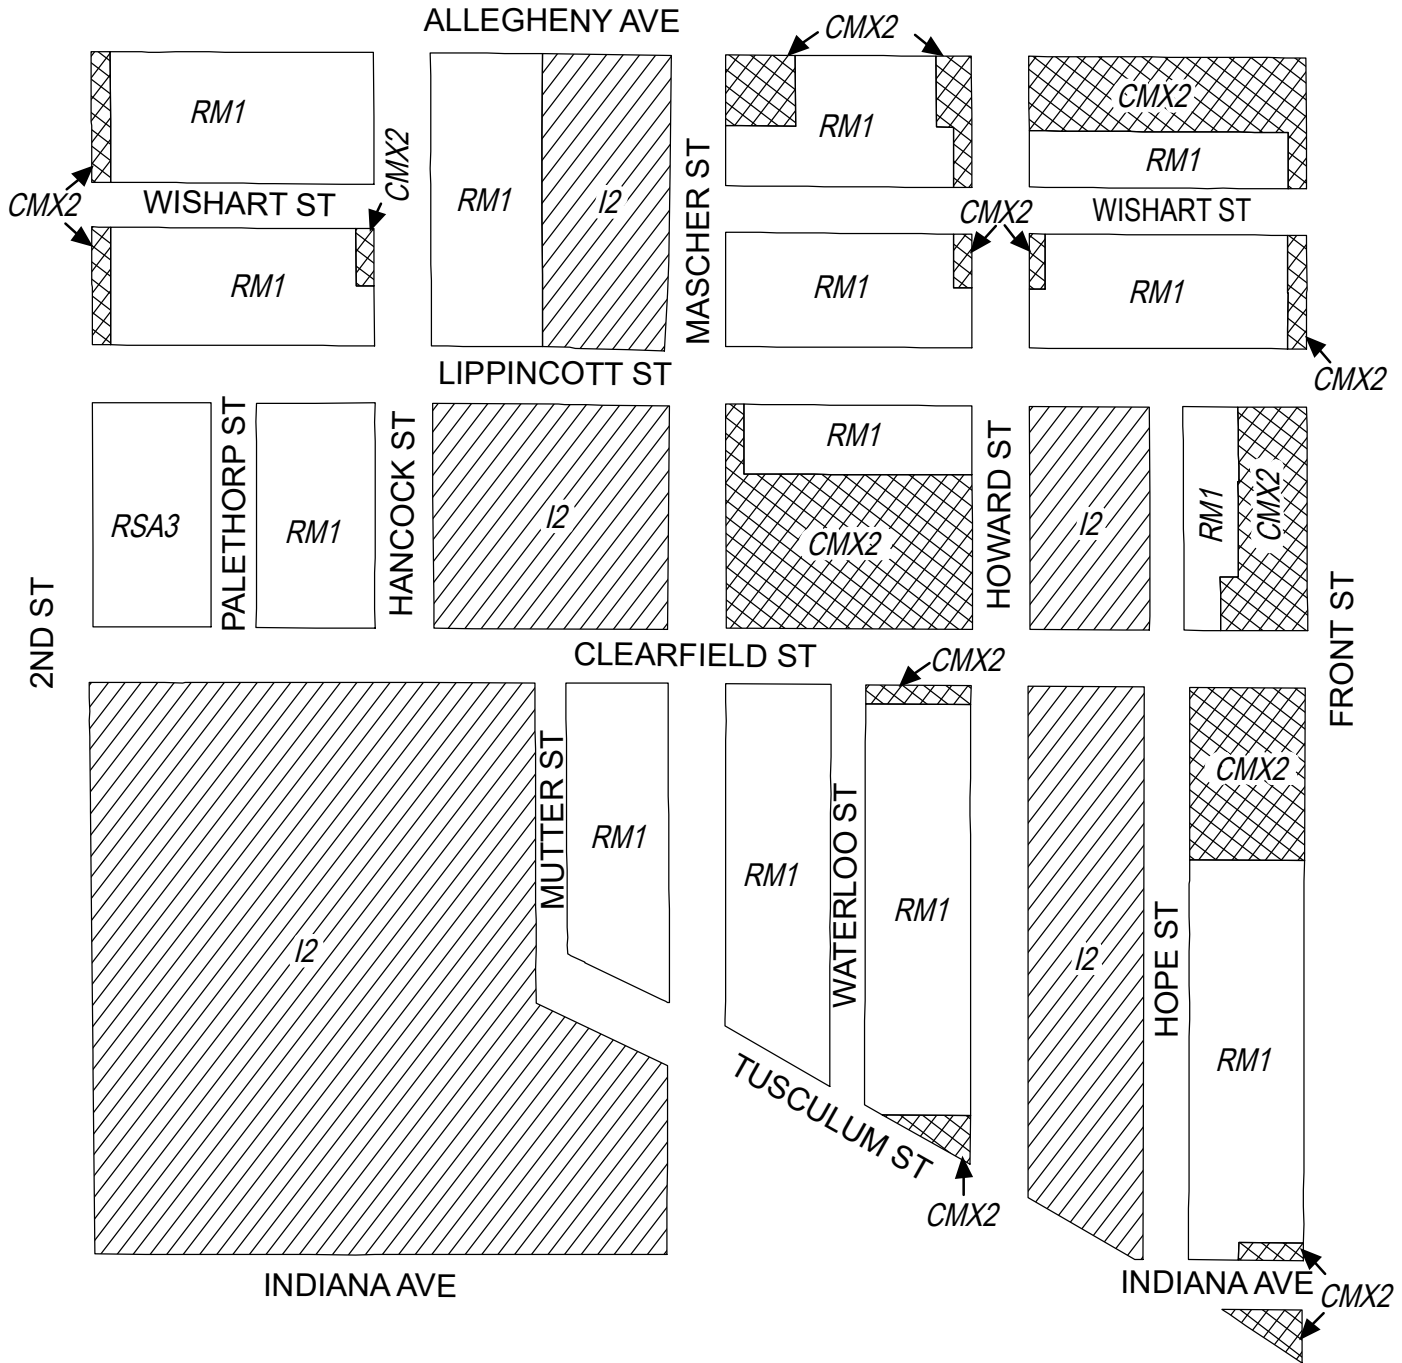 ALLEGHENY AVE
CMX2
RM1
CMX2
RM1
CMX2
RM1
I2
RM1
CMX2
WISHART ST
MASCHER ST
CMX2
WISHART ST
RM1
RM1
RM1
LIPPINCOTT ST
CMX2
RSA3
PALETHORP ST
RM1
HANCOCK ST
I2
RM1
CMX2
HOWARD ST
I2
RM1
CMX2
2ND ST
FRONT ST
CLEARFIELD ST
CMX2
MUTTER ST
RM1
RM1
WATERLOO ST
RM1
CMX2
I2
I2
HOPE ST
RM1
TUSCULUM ST
CMX2
INDIANA AVE
INDIANA AVE
CMX2